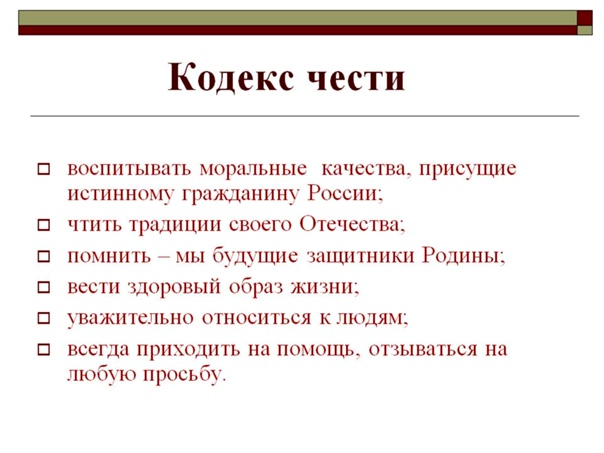 Кодекс чести
воспитывать моральные качества, присущие
истинному гражданину России;
чтить традиции своего Отечества;
помнить – мы будущие защитники Родины;
вести здоровый образ жизни;
уважительно относиться к людям;
всегда приходить на помощь, отзываться на
любую просьбу.